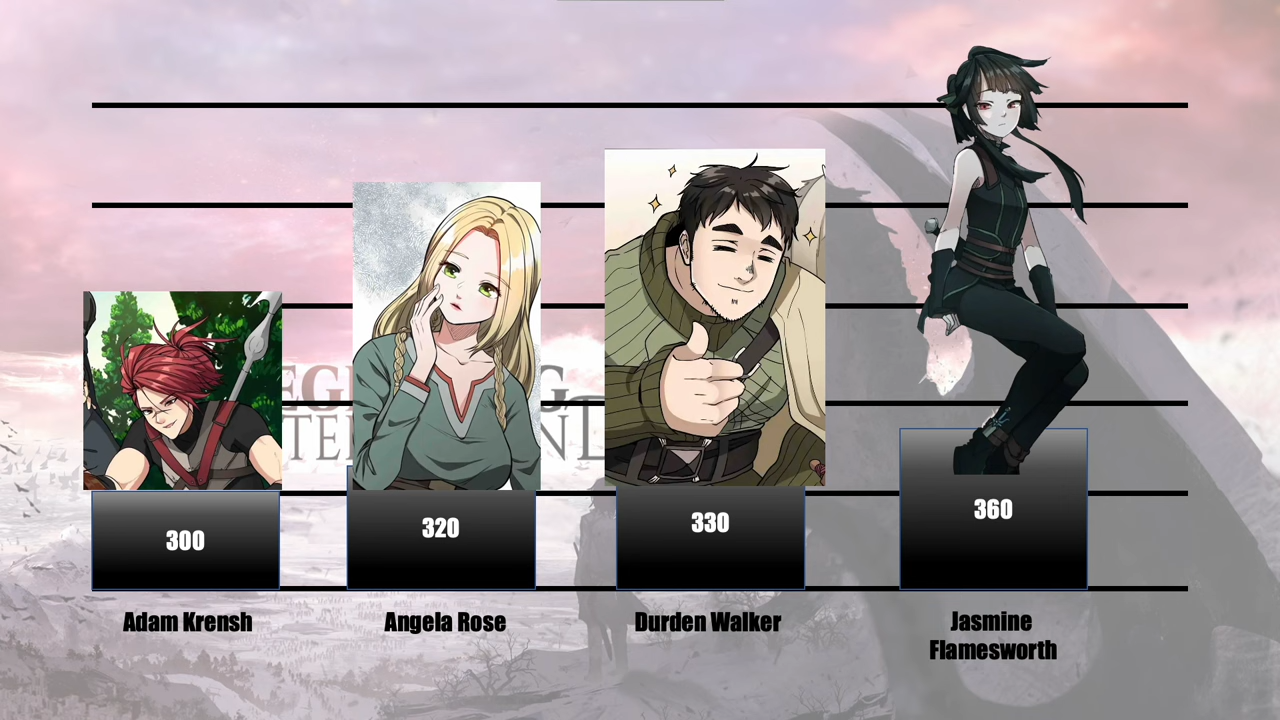 300
320
330
360
Adam Krensh
Angela Rose
Durden Walker
Jasmine
Flamesworth